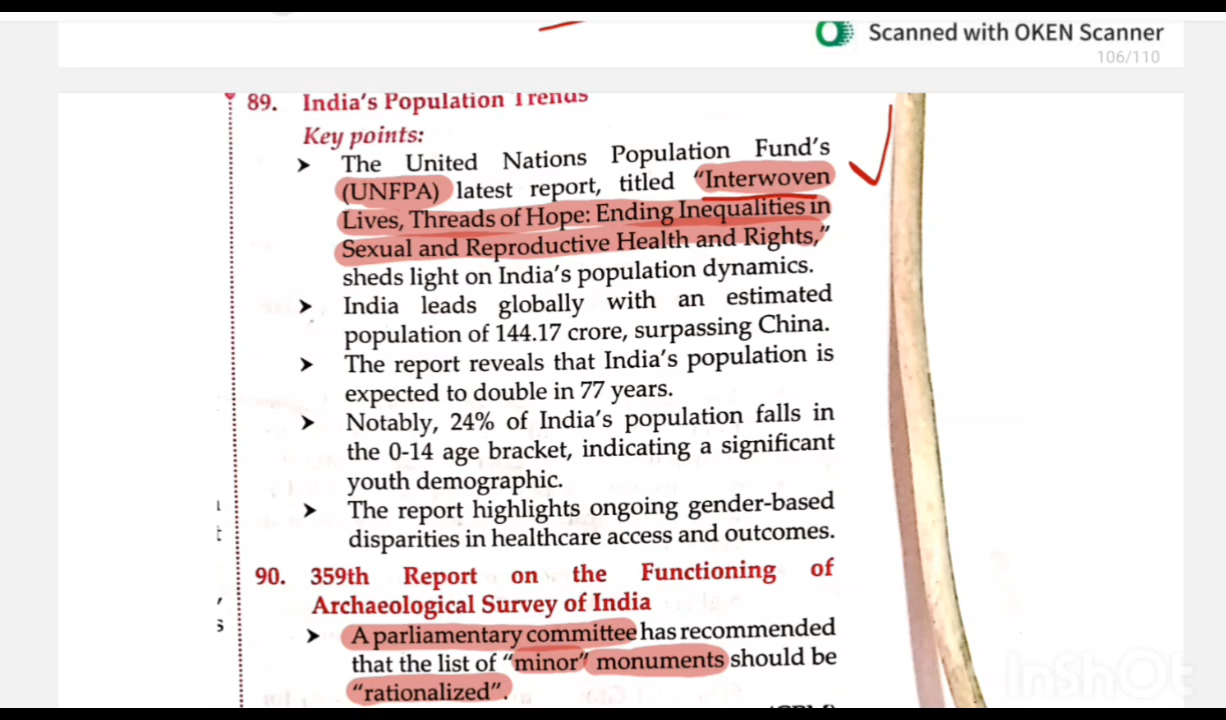 Scanned with OKEN Scanner
106/110
89. India's Population Trends
Key points:
➤ The United Nations Population Fund's
(UNFPA) latest report, titled "Interwoven
Lives, Threads of Hope: Ending Inequalities in
Sexual and Reproductive Health and Rights,"
sheds light on India's population dynamics.
➤ India leads globally with an estimated
population of 144.17 crore, surpassing China.
➤ The report reveals that India's population is
expected to double in 77 years.
➤ Notably, 24% of India's population falls in
the 0-14 age bracket, indicating a significant
youth demographic.
➤ The report highlights ongoing gender-based
disparities in healthcare access and outcomes.
90. 359th Report on the Functioning of
Archaeological Survey of India
➤ A parliamentary committee has recommended
that the list of "minor" monuments should be
"rationalized".
InShOt